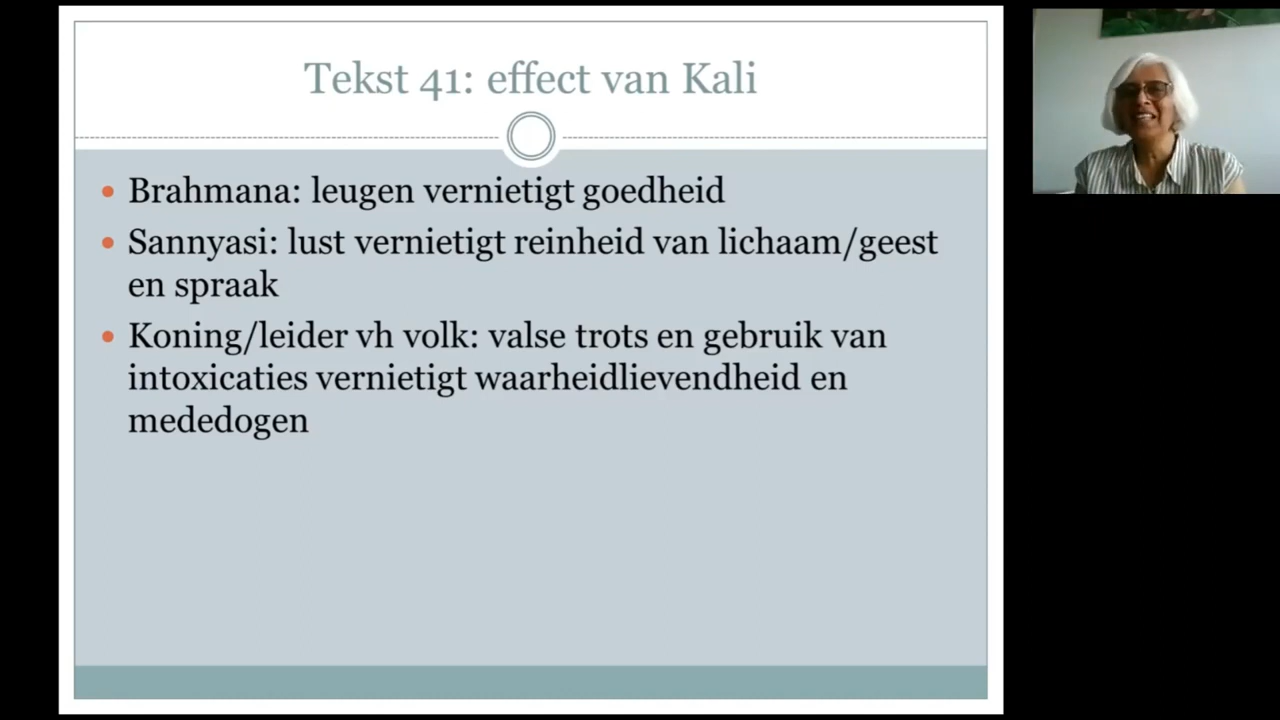 Tekst 41: effect van Kali
• Brahmana: leugen vernietigt goedheid
• Sannyasi: lust vernietigt reinheid van lichaam/geest
en spraak
• Koning/leider vh volk: valse trots en gebruik van
intoxicaties vernietigt waarheidlievendheid en
mededogen